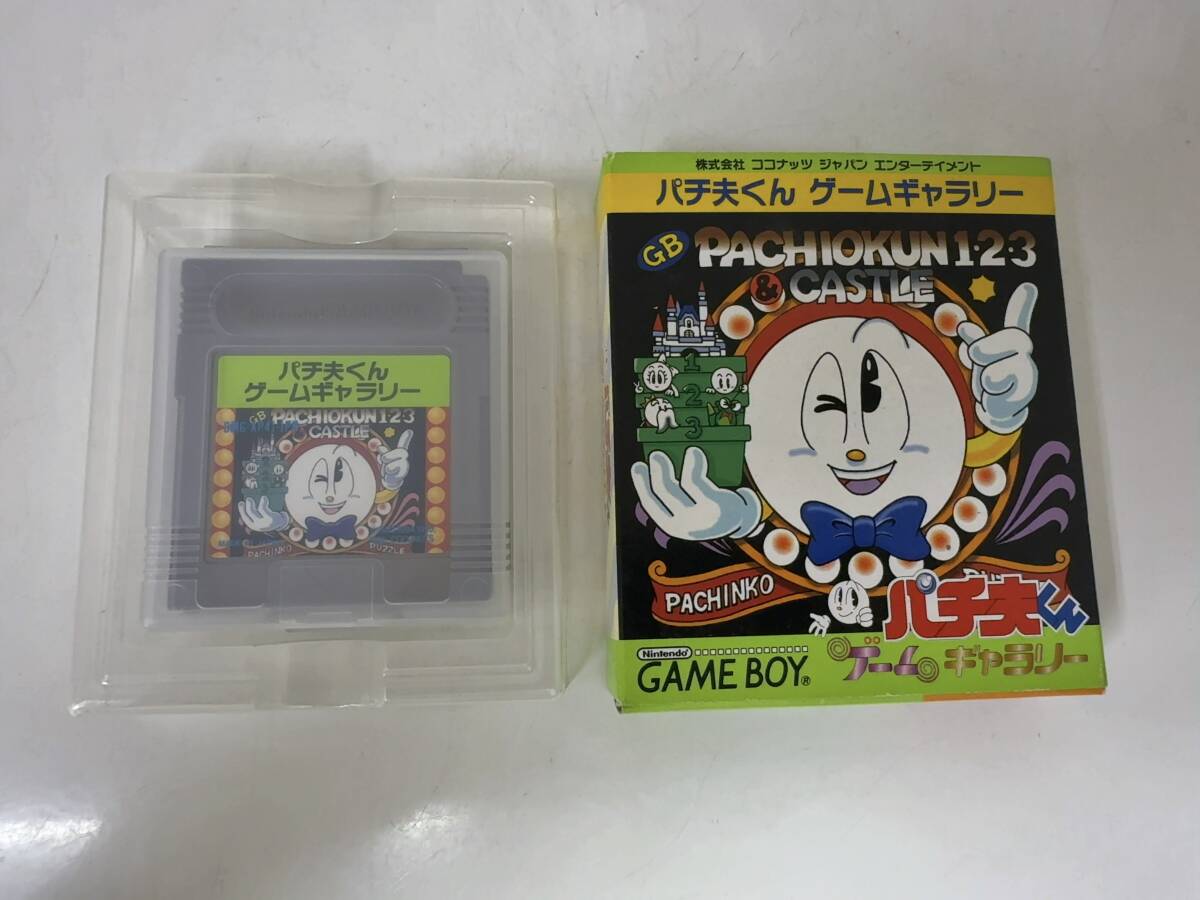 パチ夫くん
ゲームギャラリー
GB
PACHIOKUN 1・2・3
CASTLE
PACHINKO
PUZZLE
株式会社 ココナッツ ジャパン エンターテイメント
パチ夫くん ゲームギャラリー
GB
PACHIOKUN 1・2・3
& CASTLE
1
2
3
PACHINKO
パチ夫くん
ゲームギャラリー
Nintendo
GAME BOY®